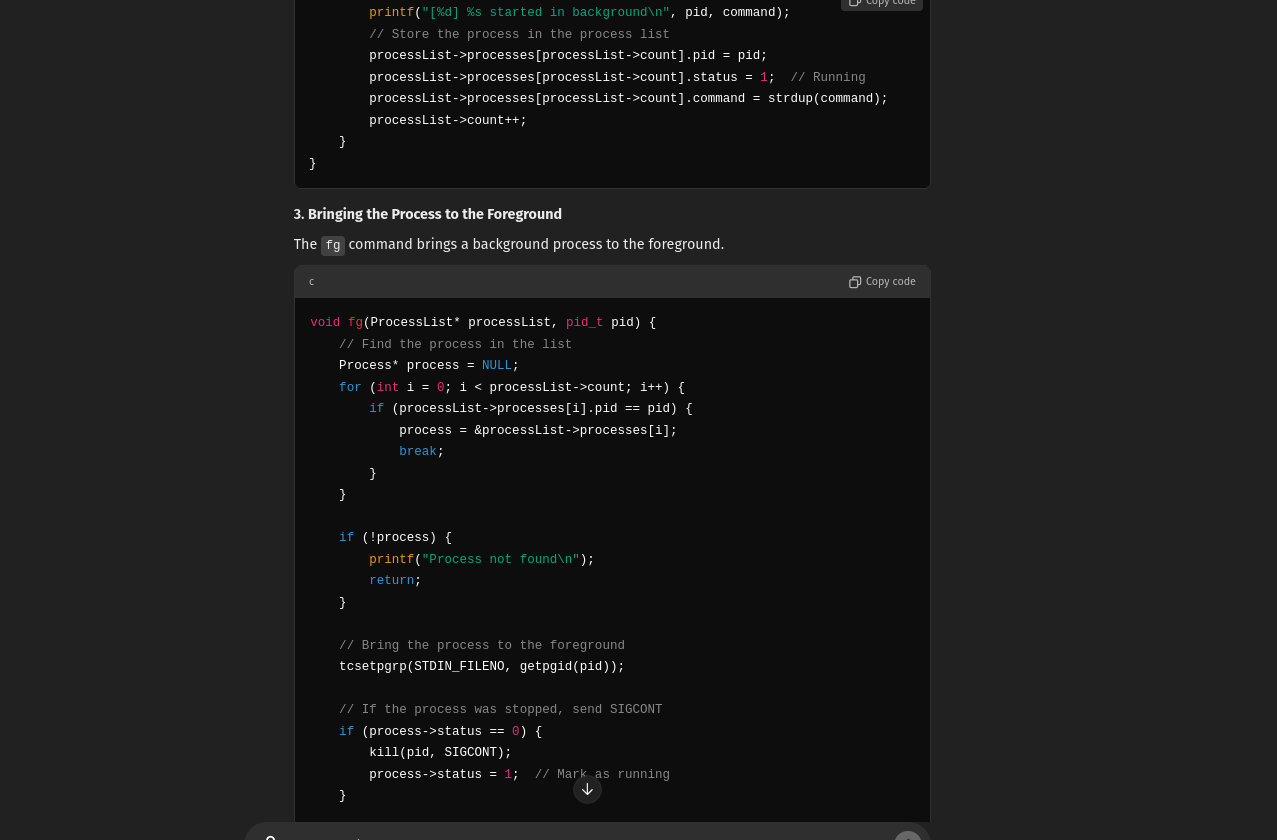 Copy code
        printf("[%d] %s started in background\n", pid, command);
        // Store the process in the process list
        processList->processes[processList->count].pid = pid;
        processList->processes[processList->count].status = 1;  // Running
        processList->processes[processList->count].command = strdup(command);
        processList->count++;
    }
}
3. Bringing the Process to the Foreground
The fg command brings a background process to the foreground.
c
Copy code
void fg(ProcessList* processList, pid_t pid) {
    // Find the process in the list
    Process* process = NULL;
    for (int i = 0; i < processList->count; i++) {
        if (processList->processes[i].pid == pid) {
            process = &processList->processes[i];
            break;
        }
    }

    if (!process) {
        printf("Process not found\n");
        return;
    }

    // Bring the process to the foreground
    tcsetpgrp(STDIN_FILENO, getpgid(pid));

    // If the process was stopped, send SIGCONT
    if (process->status == 0) {
        kill(pid, SIGCONT);
        process->status = 1;  // Mark as running
    }